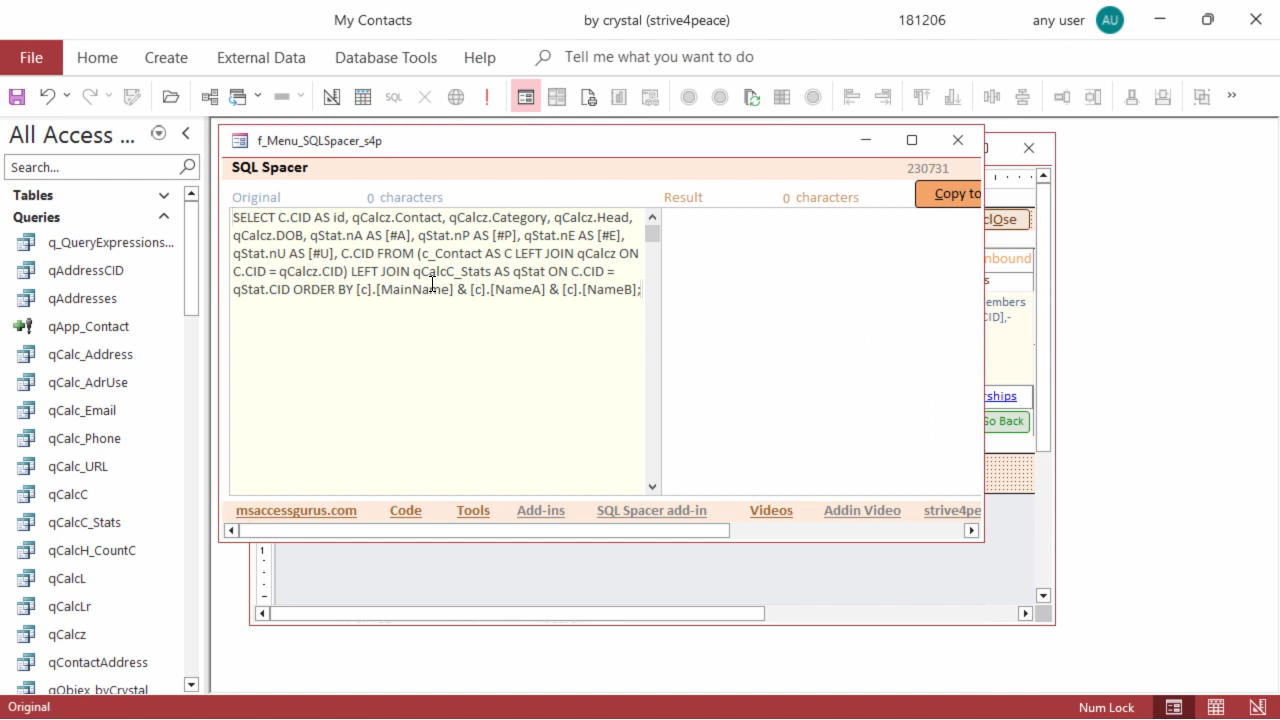 My Contacts by crystal (strive4peace) 181206 any user AU
File Home Create External Data Database Tools Help Tell me what you want to do
SQL
All Access ...
Search...
Tables
Queries
q_QueryExpressions...
qAddressCID
qAddresses
qApp_Contact
qCalc_Address
qCalc_AdrUse
qCalc_Email
qCalc_Phone
qCalc_URL
qCalcC
qCalcC_Stats
qCalcH_CountC
qCalcL
qCalcLr
qCalcz
qContactAddress
qObjex_byCrystal
f_Menu_SQLSpacer_s4p
SQL Spacer 230731
Original 0 characters Result 0 characters Copy to
SELECT C.CID AS id, qCalcz.Contact, qCalcz.Category, qCalcz.Head,
qCalcz.DOB, qStat.nA AS [#A], qStat.nP AS [#P], qStat.nE AS [#E],
qStat.nU AS [#U], C.CID FROM (c_Contact AS C LEFT JOIN qCalcz ON
C.CID = qCalcz.CID) LEFT JOIN qCalcC_Stats AS qStat ON C.CID =
qStat.CID ORDER BY [c].[MainName] & [c].[NameA] & [c].[NameB];
msaccessgurus.com Code Tools Add-ins SQL Spacer add-in Videos Addin Video strive4pe
clOse
nbound
s
embers
CID],-
rships
Go Back
1
Original Num Lock